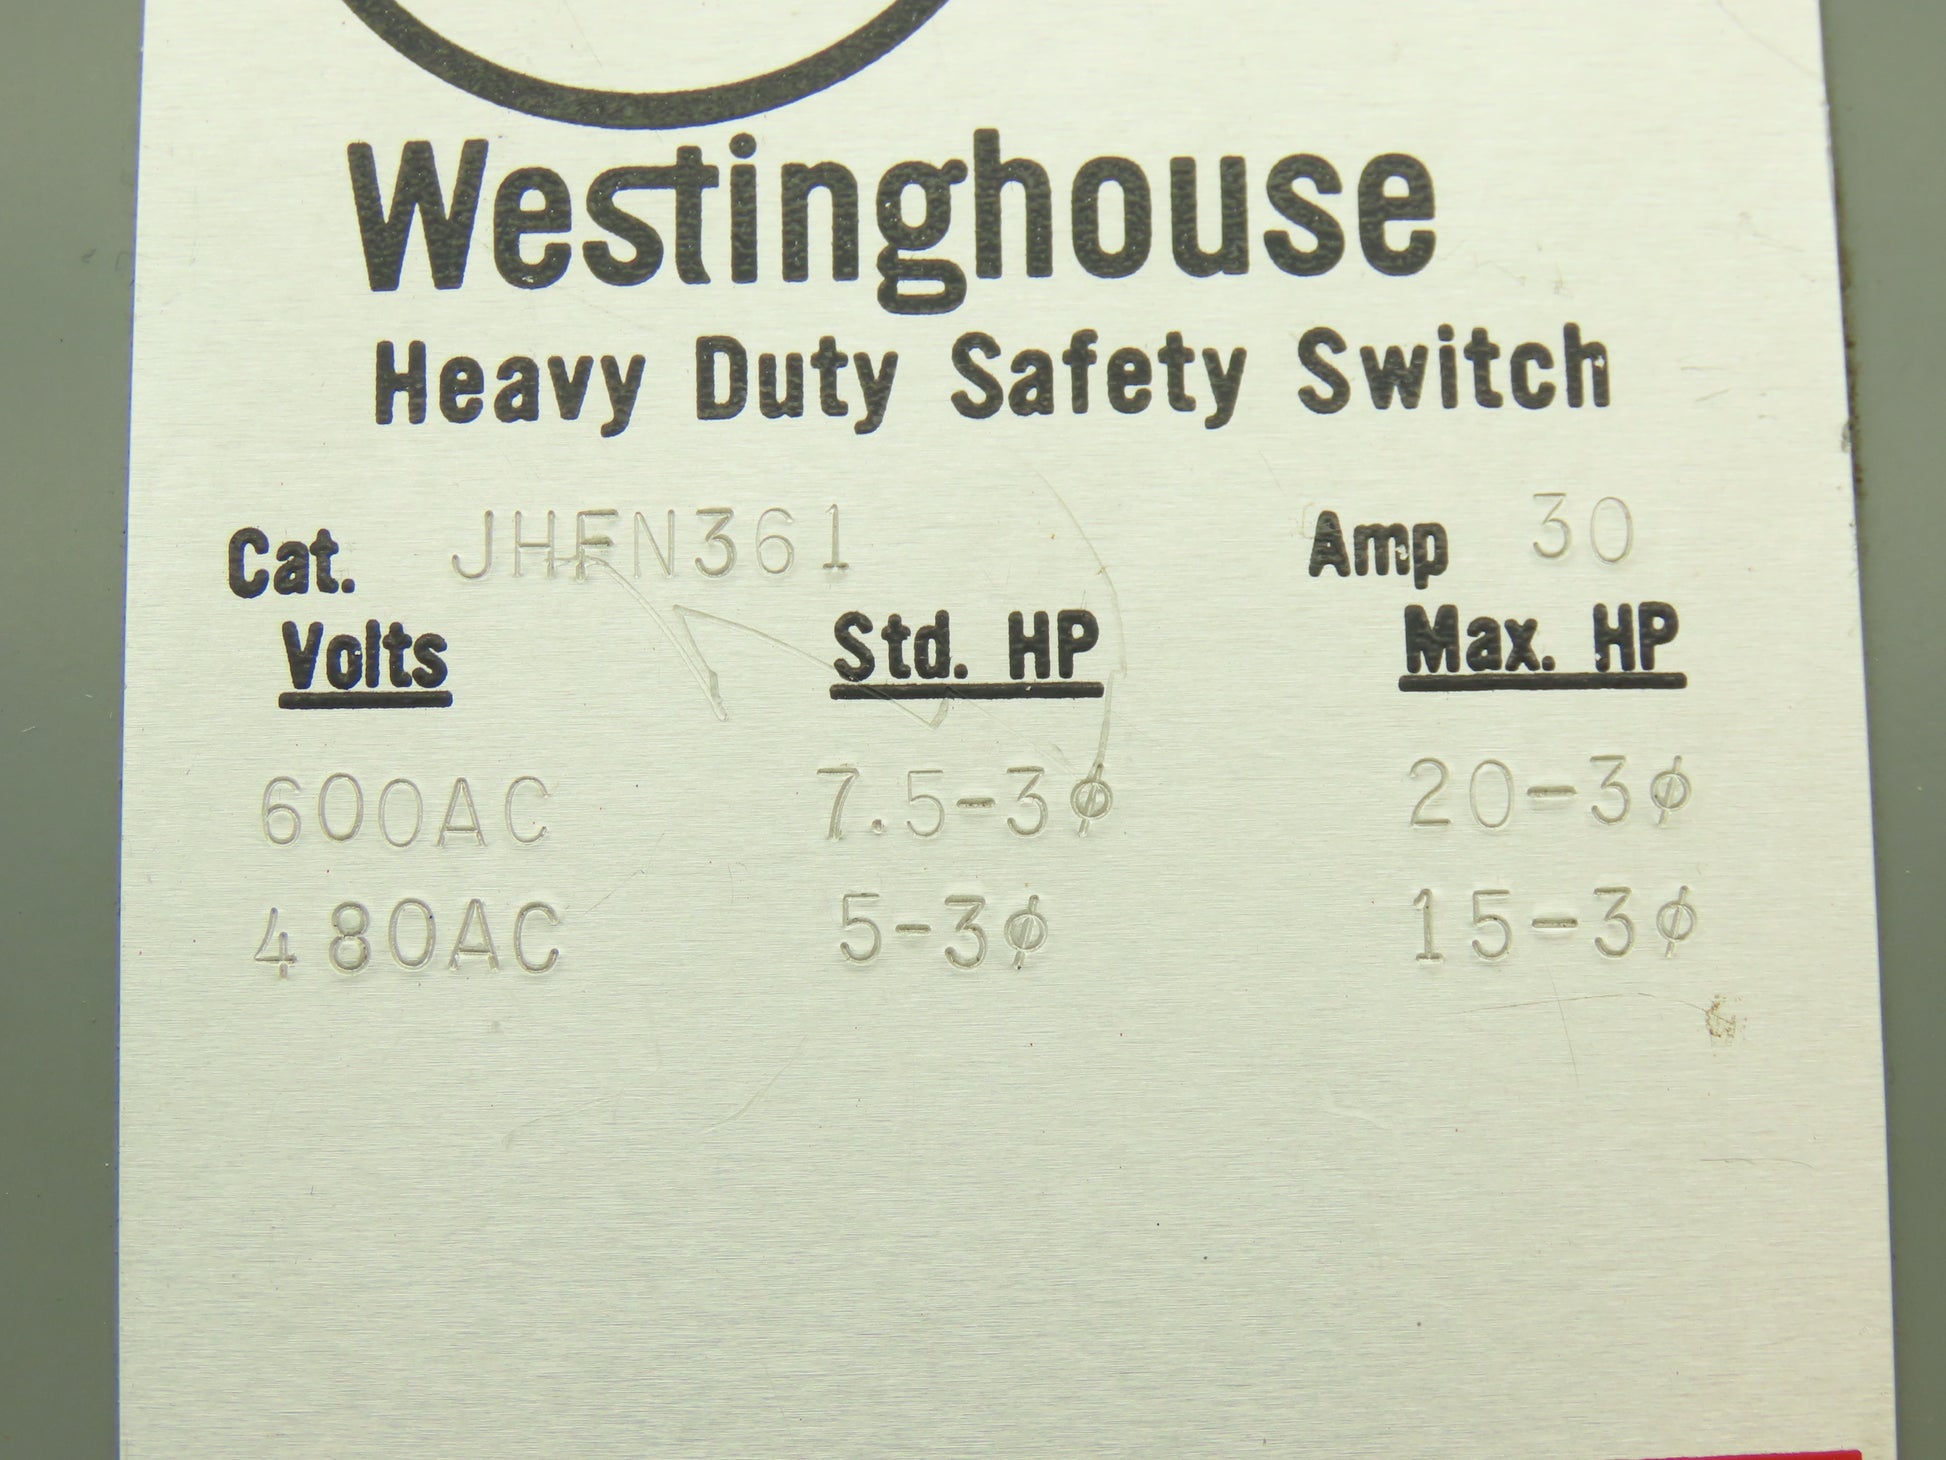 Westinghouse
Heavy Duty Safety Switch
Cat. JHFN361 Amp 30
Volts Std. HP Max. HP
600AC 7.5-3ϕ 20-3ϕ
480AC 5-3ϕ 15-3ϕ